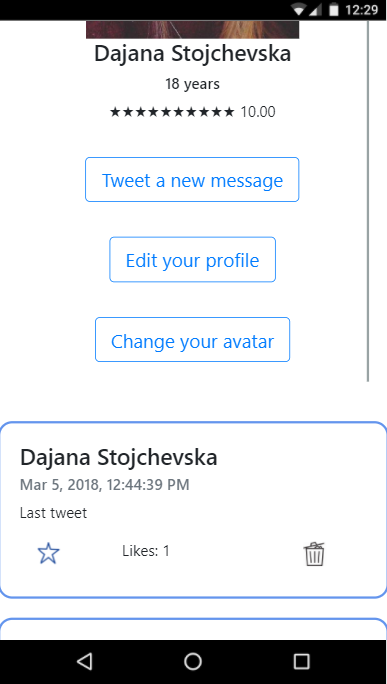 12:29
Dajana Stojchevska
18 years
★★★★★★★★★★ 10.00
Tweet a new message
Edit your profile
Change your avatar
Dajana Stojchevska
Mar 5, 2018, 12:44:39 PM
Last tweet
Likes: 1